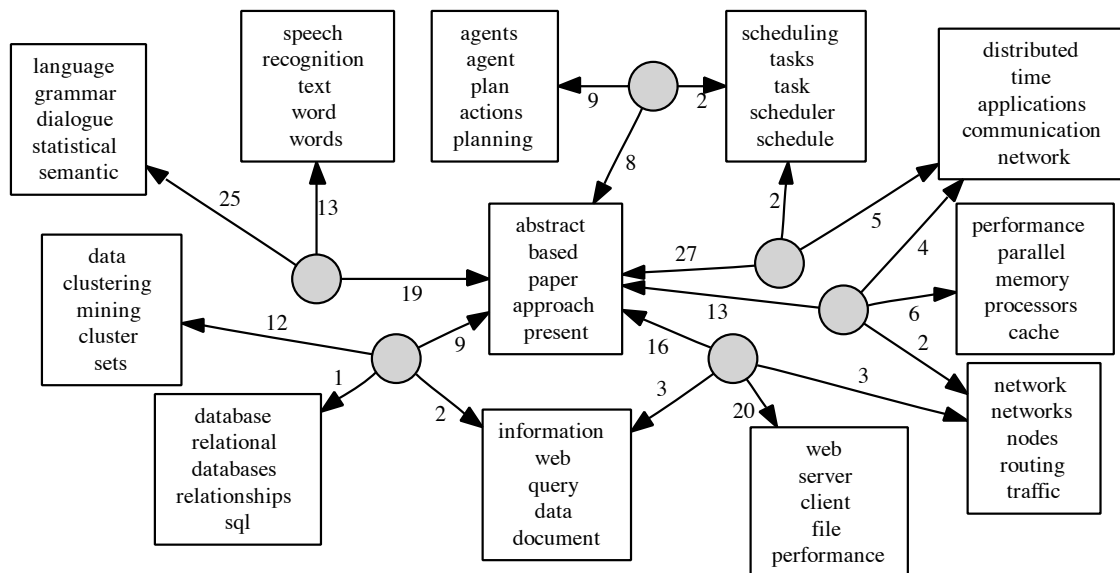 speech
recognition
text
word
words
agents
agent
plan
actions
planning
scheduling
tasks
task
scheduler
schedule
distributed
time
applications
communication
network
language
grammar
dialogue
statistical
semantic
9
2
8
25
13
2
5
4
abstract
based
paper
approach
present
performance
parallel
memory
processors
cache
data
clustering
mining
cluster
sets
27
19
13
6
12
9
16
2
1
2
3
20
3
network
networks
nodes
routing
traffic
database
relational
databases
relationships
sql
information
web
query
data
document
web
server
client
file
performance